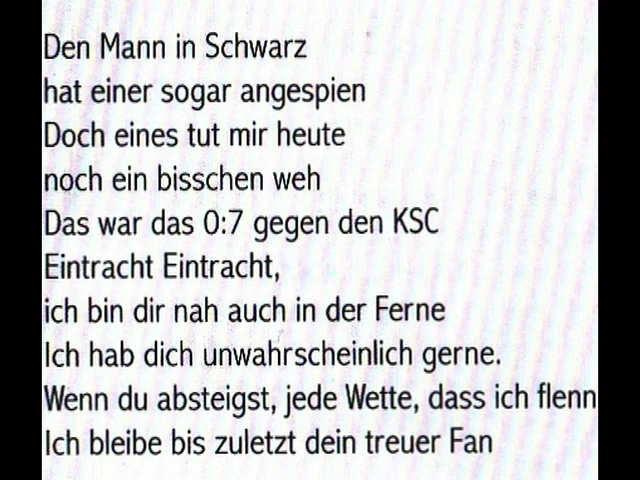 Den Mann in Schwarz
hat einer sogar angespien
Doch eines tut mir heute
noch ein bisschen weh
Das war das 0:7 gegen den KSC
Eintracht Eintracht,
ich bin dir nah auch in der Ferne
Ich hab dich unwahrscheinlich gerne.
Wenn du absteigst, jede Wette, dass ich flenn
Ich bleibe bis zuletzt dein treuer Fan